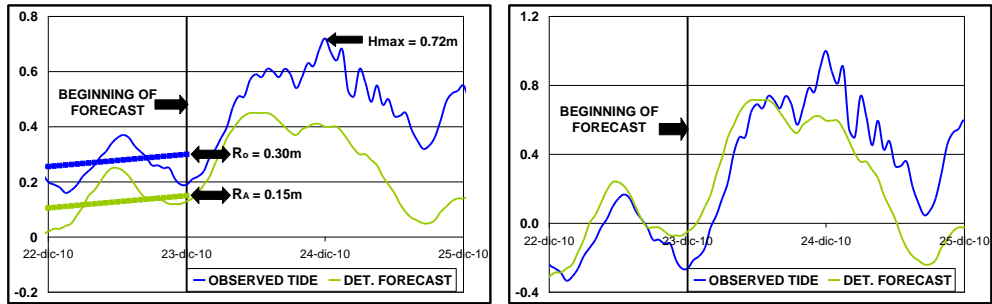 0.8
0.6
0.4
0.2
0
-0.2
Hmax = 0.72m
BEGINNING OF
FORECAST
Ro = 0.30m
RA = 0.15m
22-dic-10
23-dic-10
24-dic-10
25-dic-10
OBSERVED TIDE
DET. FORECAST
1.2
0.8
0.4
0.0
-0.4
BEGINNING OF
FORECAST
22-dic-10
23-dic-10
24-dic-10
25-dic-10
OBSERVED TIDE
DET. FORECAST